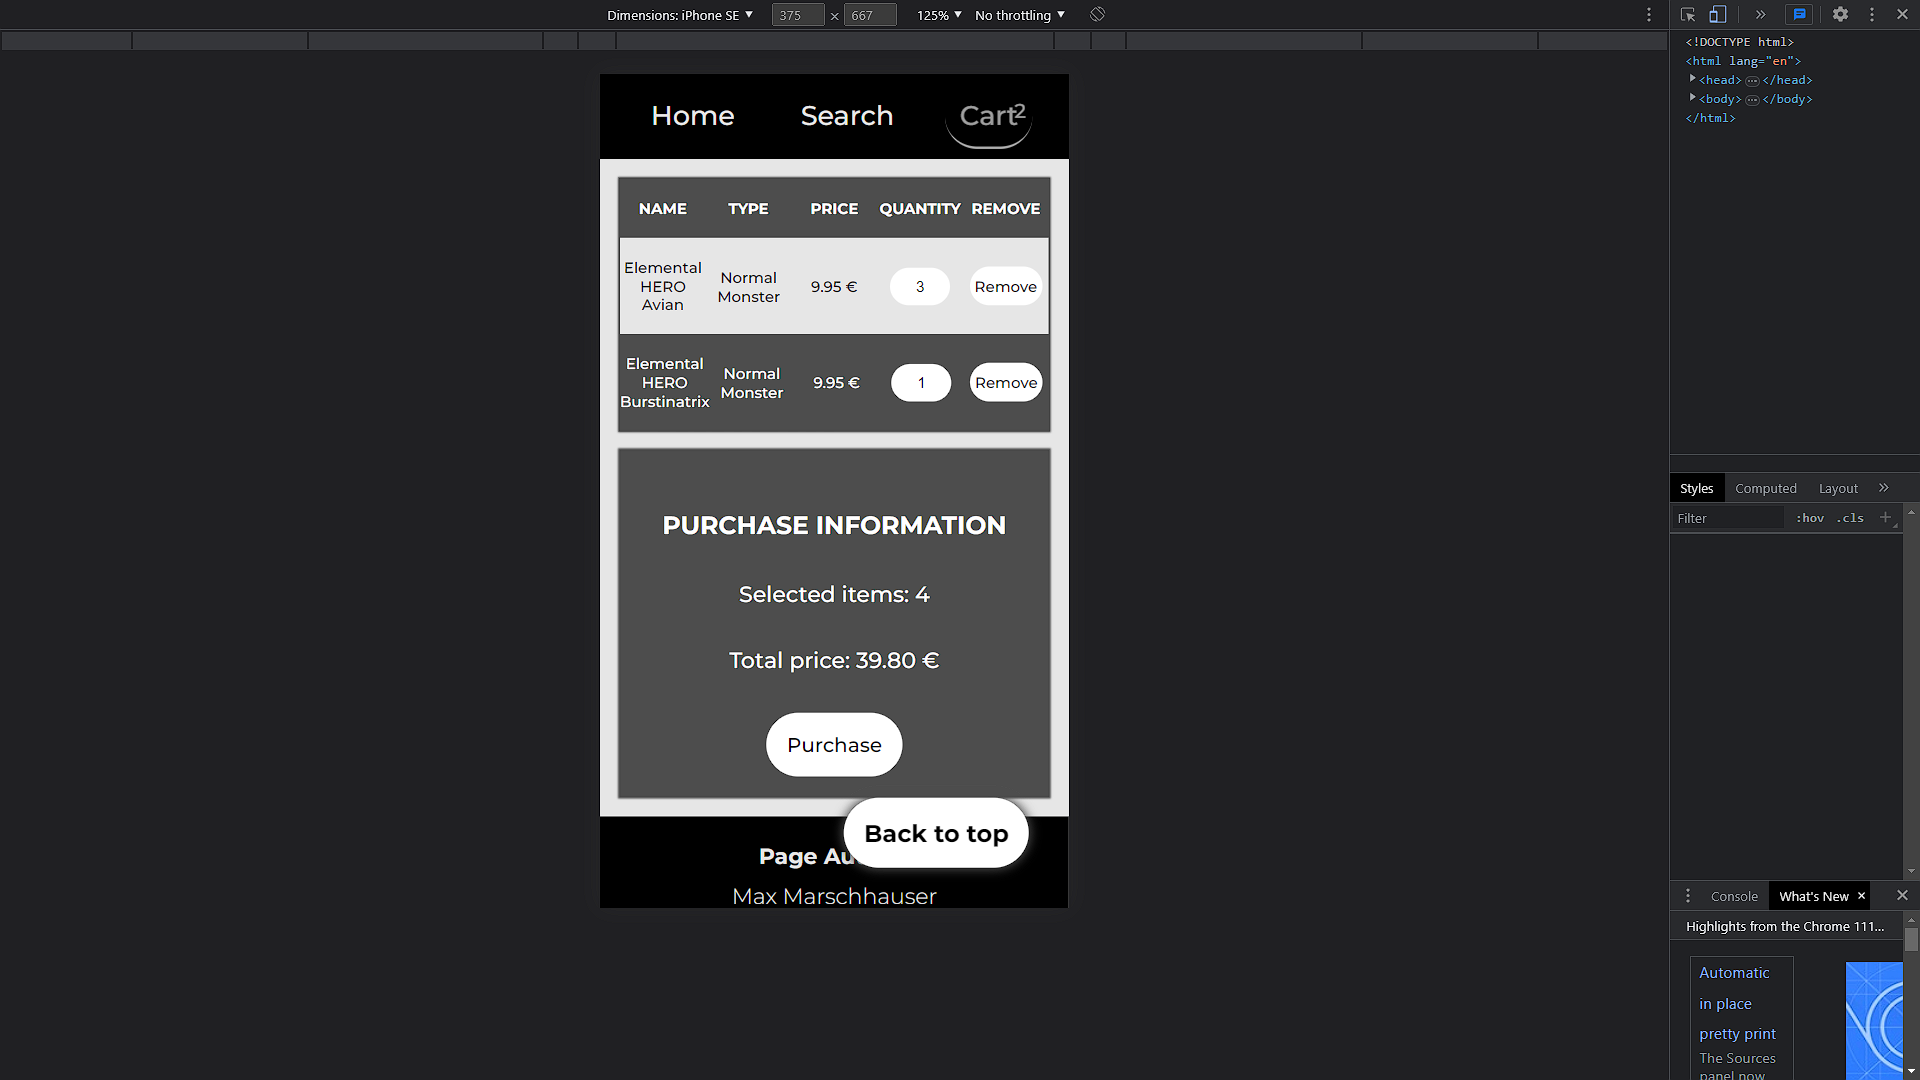 Dimensions: iPhone SE ▼ 375 × 667 125% ▼ No throttling ▼
<!DOCTYPE html>
<html lang="en">
<head> … </head>
<body> … </body>
</html>
Home Search Cart 2
NAME TYPE PRICE QUANTITY REMOVE
Elemental
HERO
Avian
Normal
Monster
9.95 €
3
Remove
Elemental
HERO
Burstinatrix
Normal
Monster
9.95 €
1
Remove
PURCHASE INFORMATION
Selected items: 4
Total price: 39.80 €
Purchase
Back to top
Page Au
Max Marschhauser
Styles Computed Layout »
Filter :hov .cls +
Console What's New ×
Highlights from the Chrome 111...
Automatic
in place
pretty print
The Sources
panel now